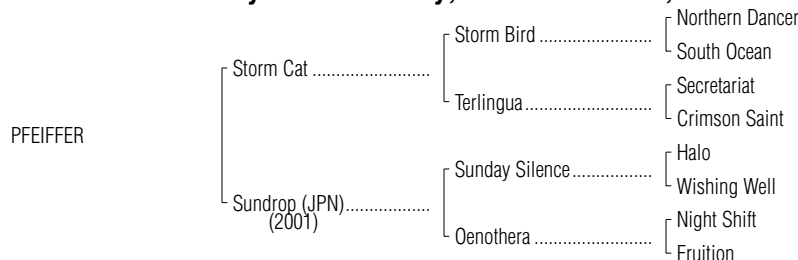 Northern Dancer
Storm Bird ........................
South Ocean
Storm Cat .........................
Secretariat
Terlingua...........................
Crimson Saint
PFEIFFER
Halo
Sunday Silence.................
Wishing Well
Sundrop (JPN)..................
(2001)
Night Shift
Oenothera .........................
Fruition